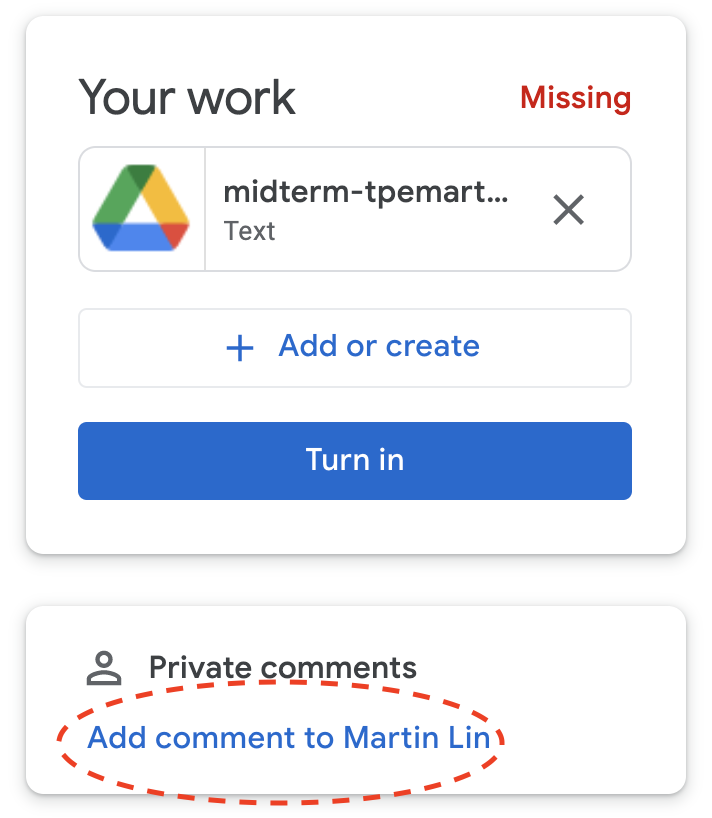 Your work
Missing
midterm-tpemart...
Text
+ Add or create
Turn in
Private comments
Add comment to Martin Lin